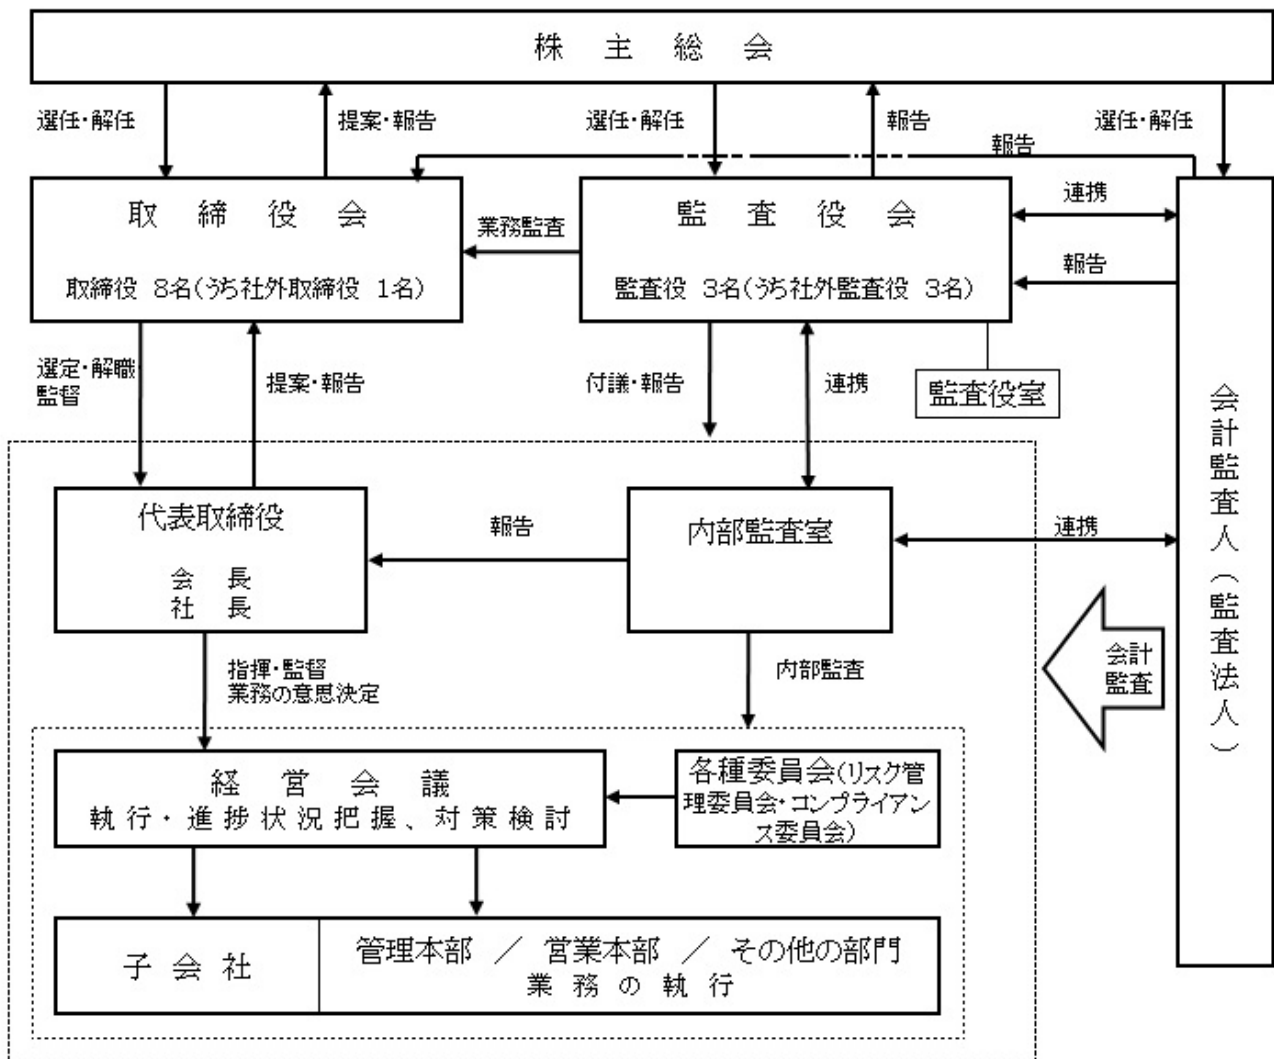 株 主 総 会
選任・解任
提案・報告
選任・解任
報告
選任・解任
報告
取 締 役 会
取締役 8名(うち社外取締役 1名)
業務監査
監 査 役 会
監査役 3名(うち社外監査役 3名)
連携
報告
選定・解職
監督
提案・報告
付議・報告
連携
監査役室
会計監査人(監査法人)
代表取締役
会 長
社 長
報告
内部監査室
連携
指揮・監督
業務の意思決定
内部監査
会計
監査
経 営 会 議
執行・進捗状況把握、対策検討
各種委員会(リスク管
理委員会・コンプライアン
ス委員会)
子 会 社
管理本部 / 営業本部 / その他の部門
業 務 の 執 行